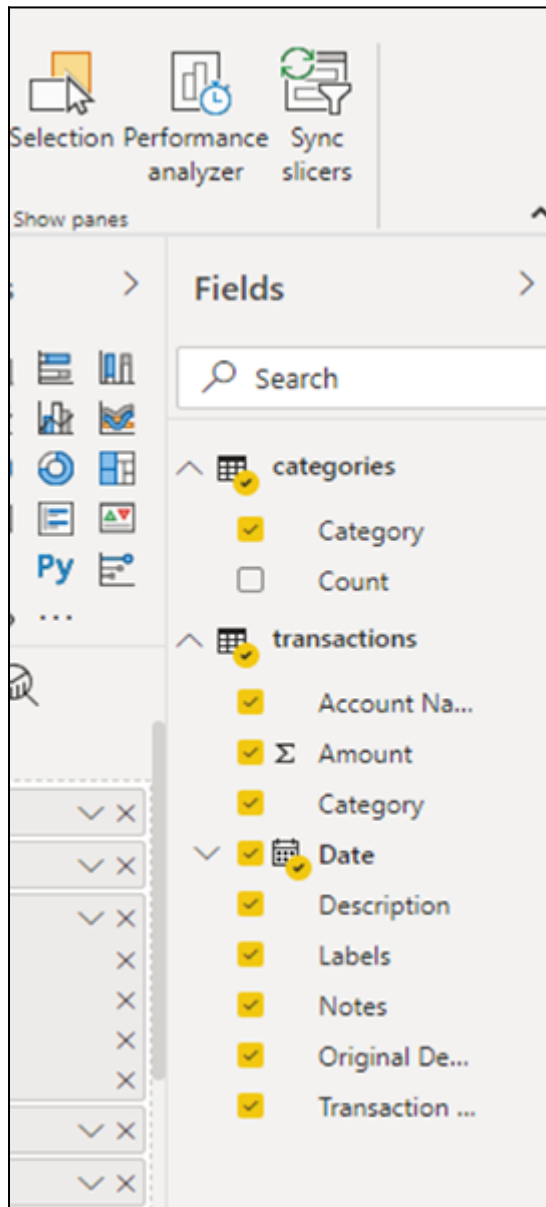 Selection Performance analyzer Sync slicers
Show panes
Fields
Search
categories
Category
Count
transactions
Account Na...
Σ Amount
Category
Date
Description
Labels
Notes
Original De...
Transaction ...
Py
...